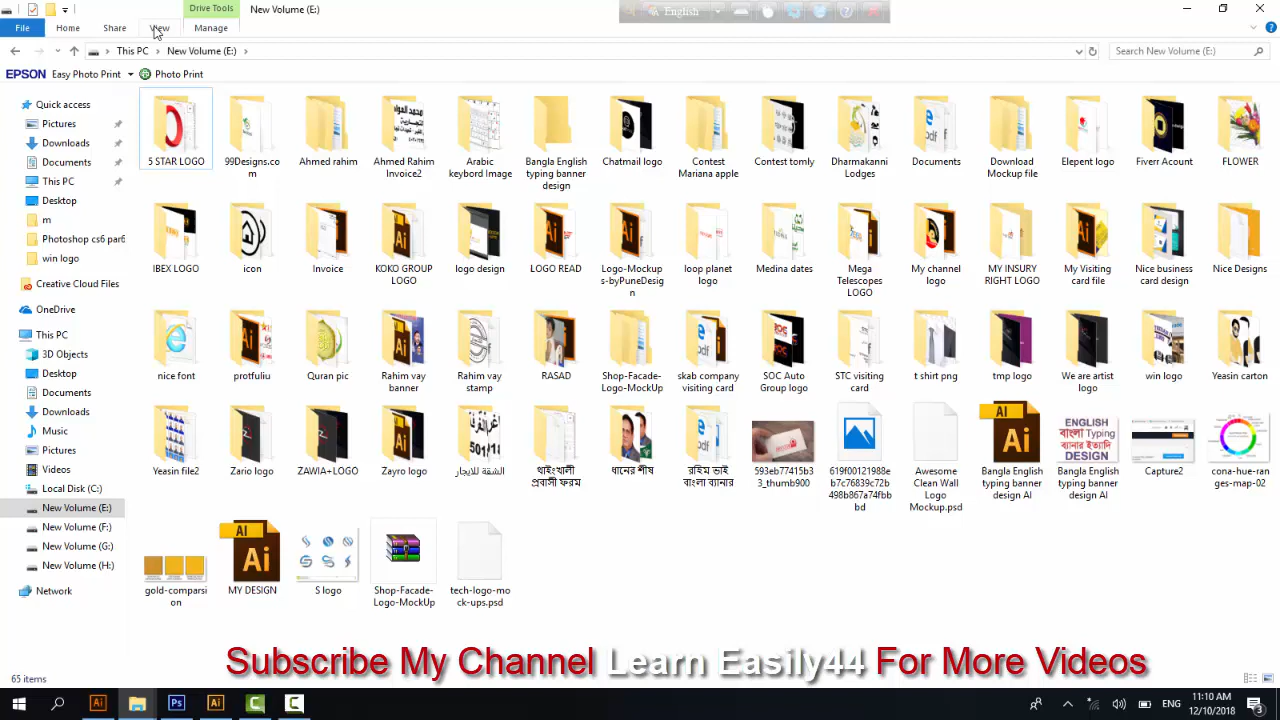 Drive Tools New Volume (E:)
English
File Home Share View Manage
This PC New Volume (E:) Search New Volume (E:)
EPSON Easy Photo Print Photo Print
Quick access
Pictures
Downloads
Documents
This PC
Desktop
m
Photoshop cs6 par6
win logo
Creative Cloud Files
OneDrive
This PC
3D Objects
Desktop
Documents
Downloads
Music
Pictures
Videos
Local Disk (C:)
New Volume (E:)
New Volume (F:)
New Volume (G:)
New Volume (H:)
Network
5 STAR LOGO
99Designs.com
Ahmed rahim
Ahmed Rahim Invoice2
Arabic keybord Image
Bangla English typing banner design
Chatmail logo
Contest Mariana apple
Contest tomly
Dharmakanni Lodges
Documents
Download Mockup file
Elepent logo
Fiverr Acount
FLOWER
IBEX LOGO
icon
Invoice
KOKO GROUP LOGO
logo design
LOGO READ
Logo-Mockups-byPuneDesign
loop planet logo
Medina dates
Mega Telescopes LOGO
My channel logo
MY INSURY RIGHT LOGO
My Visiting card file
Nice business card design
Nice Designs
nice font
protfuliu
Quran pic
Rahim vay banner
Rahim vay stamp
RASAD
Shop-Facade-Logo-MockUp
skab company visiting card
SOC Auto Group logo
STC visiting card
t shirt png
tmp logo
We are artist logo
win logo
Yeasin carton
Yeasin file2
Zario logo
ZAWIA+LOGO
Zayro logo
الشقة للايجار
থাইংখালী প্রবাসী ফরম
ধানের শীষ
রহিম ভাই বাংলা ব্যানার
593eb77415b33_thumb900
619f00121988eb7c76839c72b498b867a74fbbbd
Awesome Clean Wall Logo Mockup.psd
Bangla English typing banner design AI
Bangla English typing banner design AI
Capture2
cona-hue-ranges-map-02
gold-comparsion
MY DESIGN
S logo
Shop-Facade-Logo-MockUp
tech-logo-mock-ups.psd
Subscribe My Channel Learn Easily44 For More Videos
65 items
ENG
11:10 AM
12/10/2018